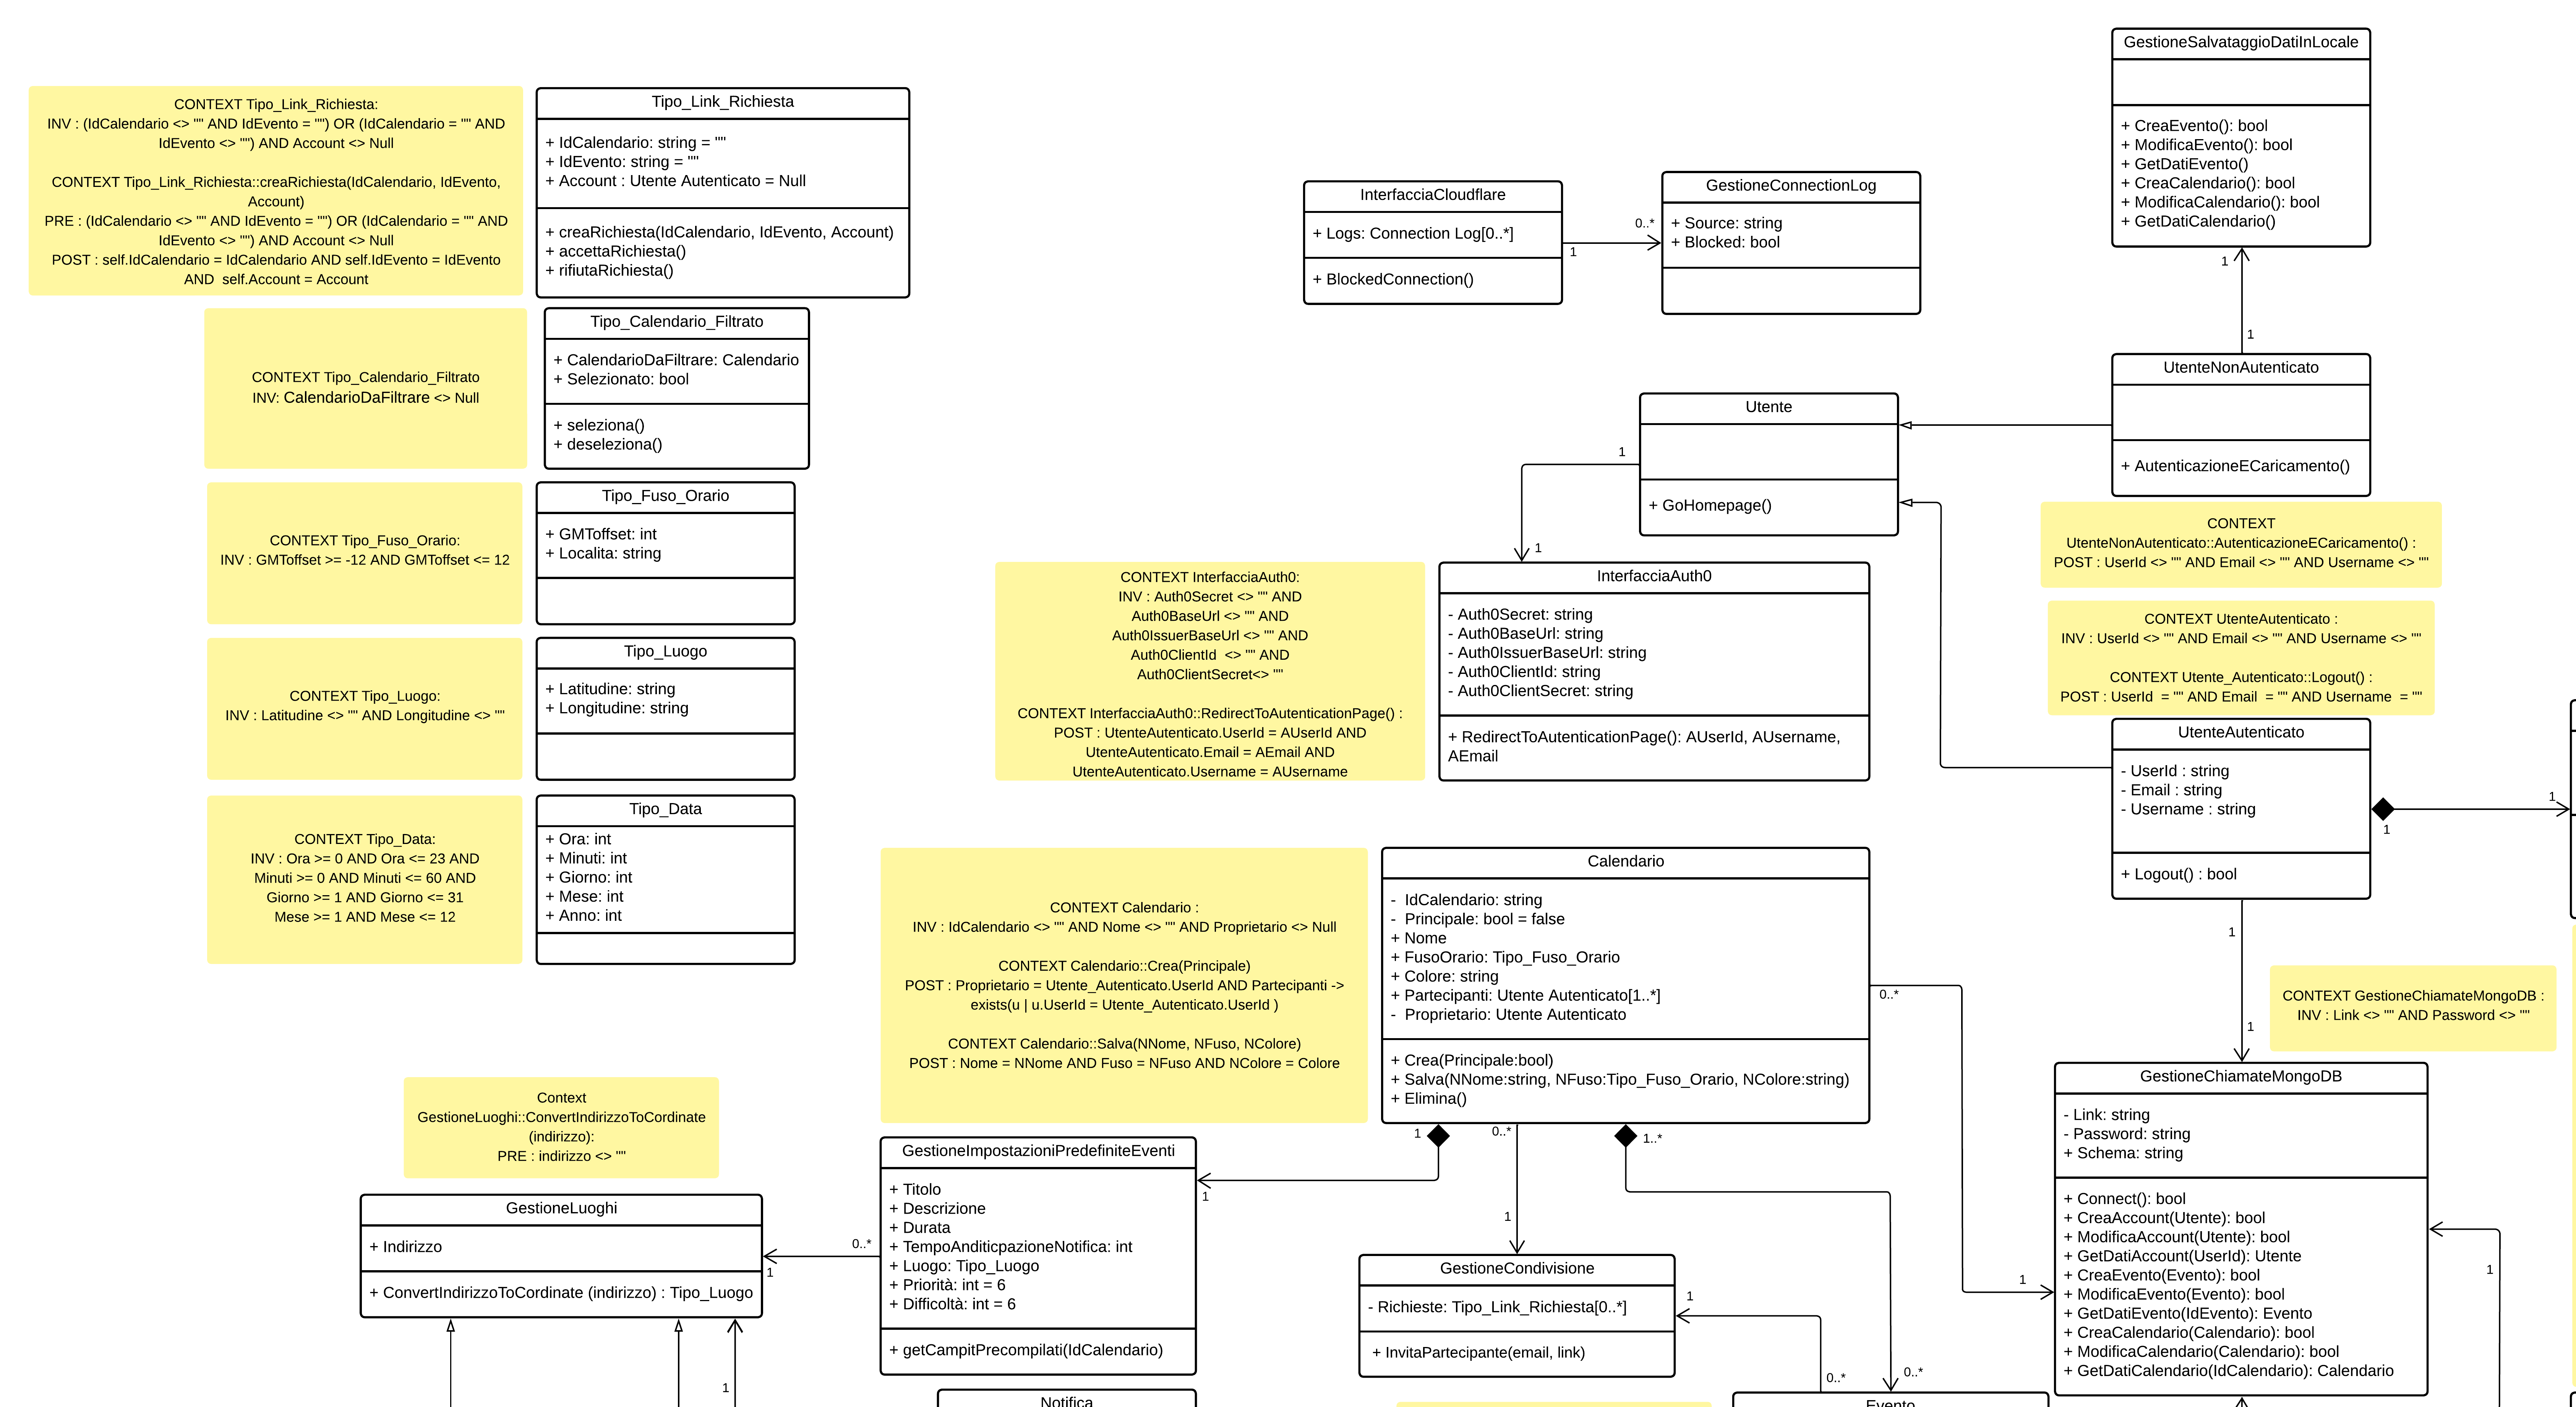 CONTEXT Tipo_Link_Richiesta:
INV : (IdCalendario <> "" AND IdEvento = "") OR (IdCalendario = "" AND
IdEvento <> "") AND Account <> Null
CONTEXT Tipo_Link_Richiesta::creaRichiesta(IdCalendario, IdEvento,
Account)
PRE : (IdCalendario <> "" AND IdEvento = "") OR (IdCalendario = "" AND
IdEvento <> "") AND Account <> Null
POST : self.IdCalendario = IdCalendario AND self.IdEvento = IdEvento
AND  self.Account = Account
Tipo_Link_Richiesta
+ IdCalendario: string = ""
+ IdEvento: string = ""
+ Account : Utente Autenticato = Null
+ creaRichiesta(IdCalendario, IdEvento, Account)
+ accettaRichiesta()
+ rifiutaRichiesta()
CONTEXT Tipo_Calendario_Filtrato
INV: CalendarioDaFiltrare <> Null
Tipo_Calendario_Filtrato
+ CalendarioDaFiltrare: Calendario
+ Selezionato: bool
+ seleziona()
+ deseleziona()
CONTEXT Tipo_Fuso_Orario:
INV : GMToffset >= -12 AND GMToffset <= 12
Tipo_Fuso_Orario
+ GMToffset: int
+ Localita: string
CONTEXT Tipo_Luogo:
INV : Latitudine <> "" AND Longitudine <> ""
Tipo_Luogo
+ Latitudine: string
+ Longitudine: string
CONTEXT Tipo_Data:
INV : Ora >= 0 AND Ora <= 23 AND
Minuti >= 0 AND Minuti <= 60 AND
Giorno >= 1 AND Giorno <= 31
Mese >= 1 AND Mese <= 12
Tipo_Data
+ Ora: int
+ Minuti: int
+ Giorno: int
+ Mese: int
+ Anno: int
InterfacciaCloudflare
+ Logs: Connection Log[0..*]
+ BlockedConnection()
1
0..*
GestioneConnectionLog
+ Source: string
+ Blocked: bool
GestioneSalvataggioDatiInLocale
+ CreaEvento(): bool
+ ModificaEvento(): bool
+ GetDatiEvento()
+ CreaCalendario(): bool
+ ModificaCalendario(): bool
+ GetDatiCalendario()
1
1
UtenteNonAutenticato
+ AutenticazioneECaricamento()
Utente
+ GoHomepage()
1
1
CONTEXT
UtenteNonAutenticato::AutenticazioneECaricamento() :
POST : UserId <> "" AND Email <> "" AND Username <> ""
CONTEXT UtenteAutenticato :
INV : UserId <> "" AND Email <> "" AND Username <> ""
CONTEXT Utente_Autenticato::Logout() :
POST : UserId  = "" AND Email  = "" AND Username  = ""
CONTEXT InterfacciaAuth0:
INV : Auth0Secret <> "" AND
Auth0BaseUrl <> "" AND
Auth0IssuerBaseUrl <> "" AND
Auth0ClientId  <> "" AND
Auth0ClientSecret<> ""
CONTEXT InterfacciaAuth0::RedirectToAutenticationPage() :
POST : UtenteAutenticato.UserId = AUserId AND
UtenteAutenticato.Email = AEmail AND
UtenteAutenticato.Username = AUsername
InterfacciaAuth0
- Auth0Secret: string
- Auth0BaseUrl: string
- Auth0IssuerBaseUrl: string
- Auth0ClientId: string
- Auth0ClientSecret: string
+ RedirectToAutenticationPage(): AUserId, AUsername,
AEmail
UtenteAutenticato
- UserId : string
- Email : string
- Username : string
+ Logout() : bool
1
1
1
1
CONTEXT Calendario :
INV : IdCalendario <> "" AND Nome <> "" AND Proprietario <> Null
CONTEXT Calendario::Crea(Principale)
POST : Proprietario = Utente_Autenticato.UserId AND Partecipanti ->
exists(u | u.UserId = Utente_Autenticato.UserId )
CONTEXT Calendario::Salva(NNome, NFuso, NColore)
POST : Nome = NNome AND Fuso = NFuso AND NColore = Colore
Calendario
-  IdCalendario: string
-  Principale: bool = false
+ Nome
+ FusoOrario: Tipo_Fuso_Orario
+ Colore: string
+ Partecipanti: Utente Autenticato[1..*]
-  Proprietario: Utente Autenticato
+ Crea(Principale:bool)
+ Salva(NNome:string, NFuso:Tipo_Fuso_Orario, NColore:string)
+ Elimina()
0..*
1
1
0..*
1..*
1
1
CONTEXT GestioneChiamateMongoDB :
INV : Link <> "" AND Password <> ""
GestioneChiamateMongoDB
- Link: string
- Password: string
+ Schema: string
+ Connect(): bool
+ CreaAccount(Utente): bool
+ ModificaAccount(Utente): bool
+ GetDatiAccount(UserId): Utente
+ CreaEvento(Evento): bool
+ ModificaEvento(Evento): bool
+ GetDatiEvento(IdEvento): Evento
+ CreaCalendario(Calendario): bool
+ ModificaCalendario(Calendario): bool
+ GetDatiCalendario(IdCalendario): Calendario
1
Context
GestioneLuoghi::ConvertIndirizzoToCordinate
(indirizzo):
PRE : indirizzo <> ""
GestioneLuoghi
+ Indirizzo
+ ConvertIndirizzoToCordinate (indirizzo) : Tipo_Luogo
0..*
1
1
GestioneImpostazioniPredefiniteEventi
+ Titolo
+ Descrizione
+ Durata
+ TempoAnditicpazioneNotifica: int
+ Luogo: Tipo_Luogo
+ Priorità: int = 6
+ Difficoltà: int = 6
+ getCampitPrecompilati(IdCalendario)
Notifica
GestioneCondivisione
- Richieste: Tipo_Link_Richiesta[0..*]
+ InvitaPartecipante(email, link)
1
0..*
0..*
Evento